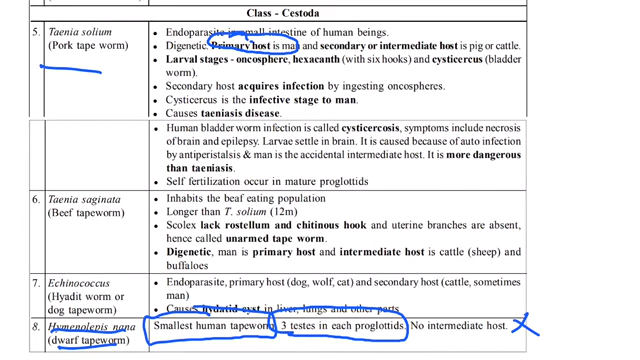 Class - Cestoda
5. Taenia solium
(Pork tape worm)
• Endoparasite in small intestine of human beings.
• Digenetic. Primary host is man and secondary or intermediate host is pig or cattle.
• Larval stages - oncosphere, hexacanth (with six hooks) and cysticercus (bladder
worm).
• Secondary host acquires infection by ingesting oncospheres.
• Cysticercus is the infective stage to man.
• Causes taeniasis disease.
• Human bladder worm infection is called cysticercosis, symptoms include necrosis
of brain and epilepsy. Larvae settle in brain. It is caused because of auto infection
by antiperistalsis & man is the accidental intermediate host. It is more dangerous
than taeniasis.
• Self fertilization occur in mature proglottids
6. Taenia saginata
(Beef tapeworm)
• Inhabits the beaf eating population
• Longer than T. solium (12m)
• Scolex lack rostellum and chitinous hook and uterine branches are absent,
hence called unarmed tape worm.
• Digenetic, man is primary host and intermediate host is cattle (sheep) and
buffaloes
7. Echinococcus
(Hyadit worm or
dog tapeworm)
• Endoparasite, primary host (dog, wolf, cat) and secondary host (cattle, sometimes
man)
• Causes hydatid cyst in liver, lungs and other parts
8. Hymenolepis nana
(dwarf tapeworm)
Smallest human tapeworm. 3 testes in each proglottids. No intermediate host.